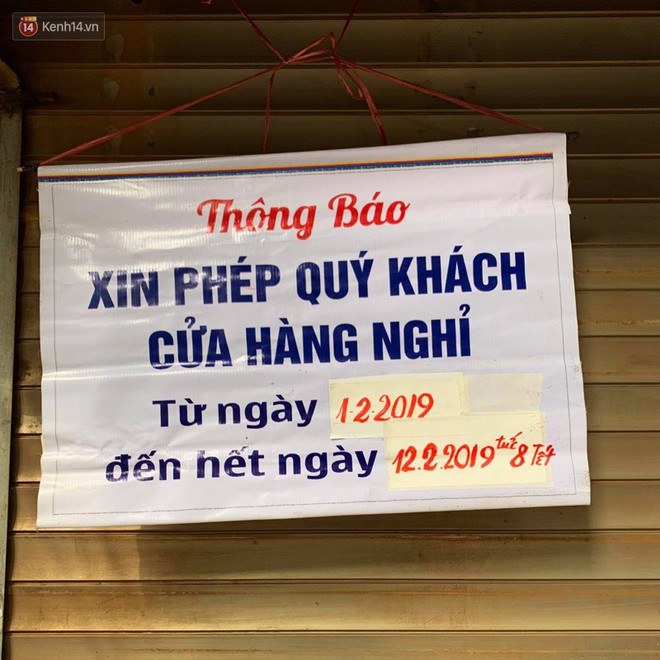 14 Kenh14.vn
Thông Báo
XIN PHÉP QUÝ KHÁCH
CỬA HÀNG NGHỈ
Từ ngày 1.2.2019
đến hết ngày 12.2.2019 tức 8 Tết